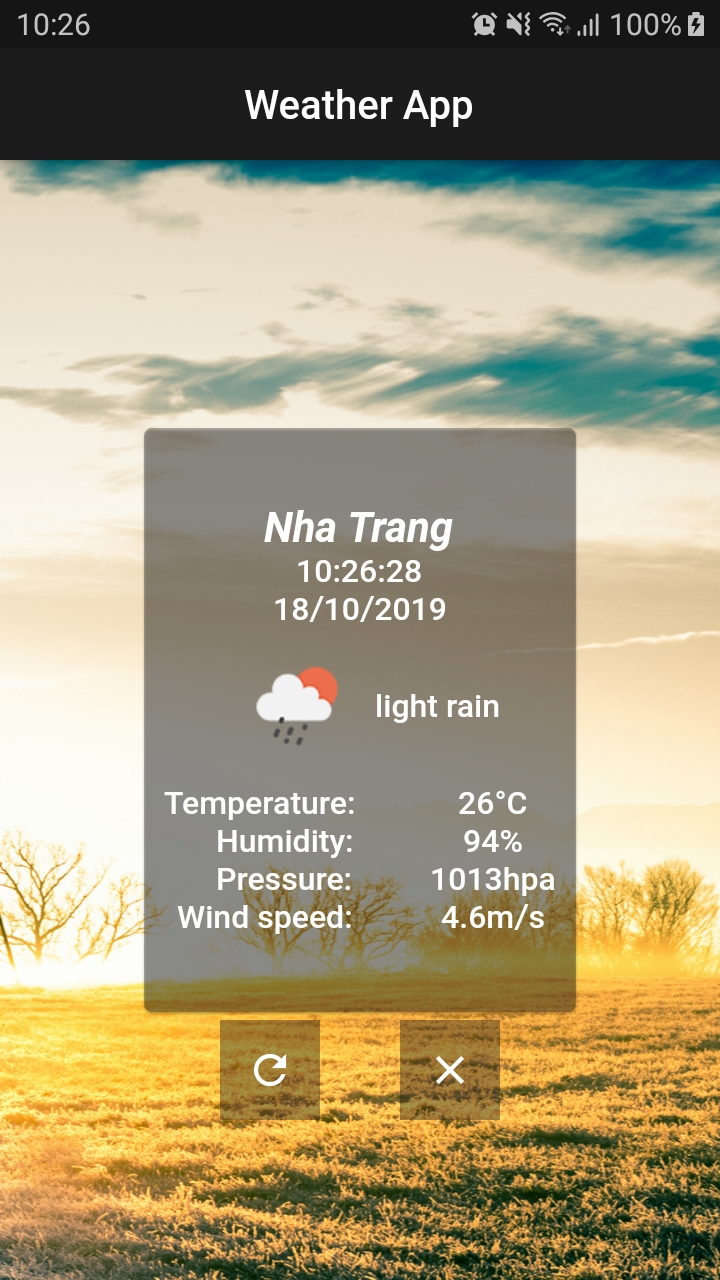 10:26 100%
Weather App
Nha Trang
10:26:28
18/10/2019
light rain
Temperature: 26°C
Humidity: 94%
Pressure: 1013hpa
Wind speed: 4.6m/s